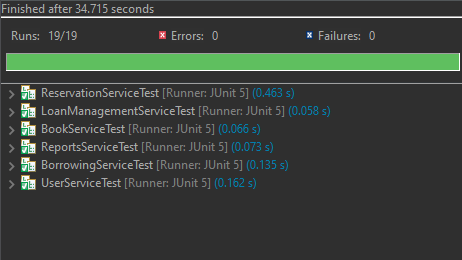 Finished after 34.715 seconds
Runs: 19/19 Errors: 0 Failures: 0
ReservationServiceTest [Runner: JUnit 5] (0.463 s)
LoanManagementServiceTest [Runner: JUnit 5] (0.058 s)
BookServiceTest [Runner: JUnit 5] (0.066 s)
ReportsServiceTest [Runner: JUnit 5] (0.073 s)
BorrowingServiceTest [Runner: JUnit 5] (0.135 s)
UserServiceTest [Runner: JUnit 5] (0.162 s)